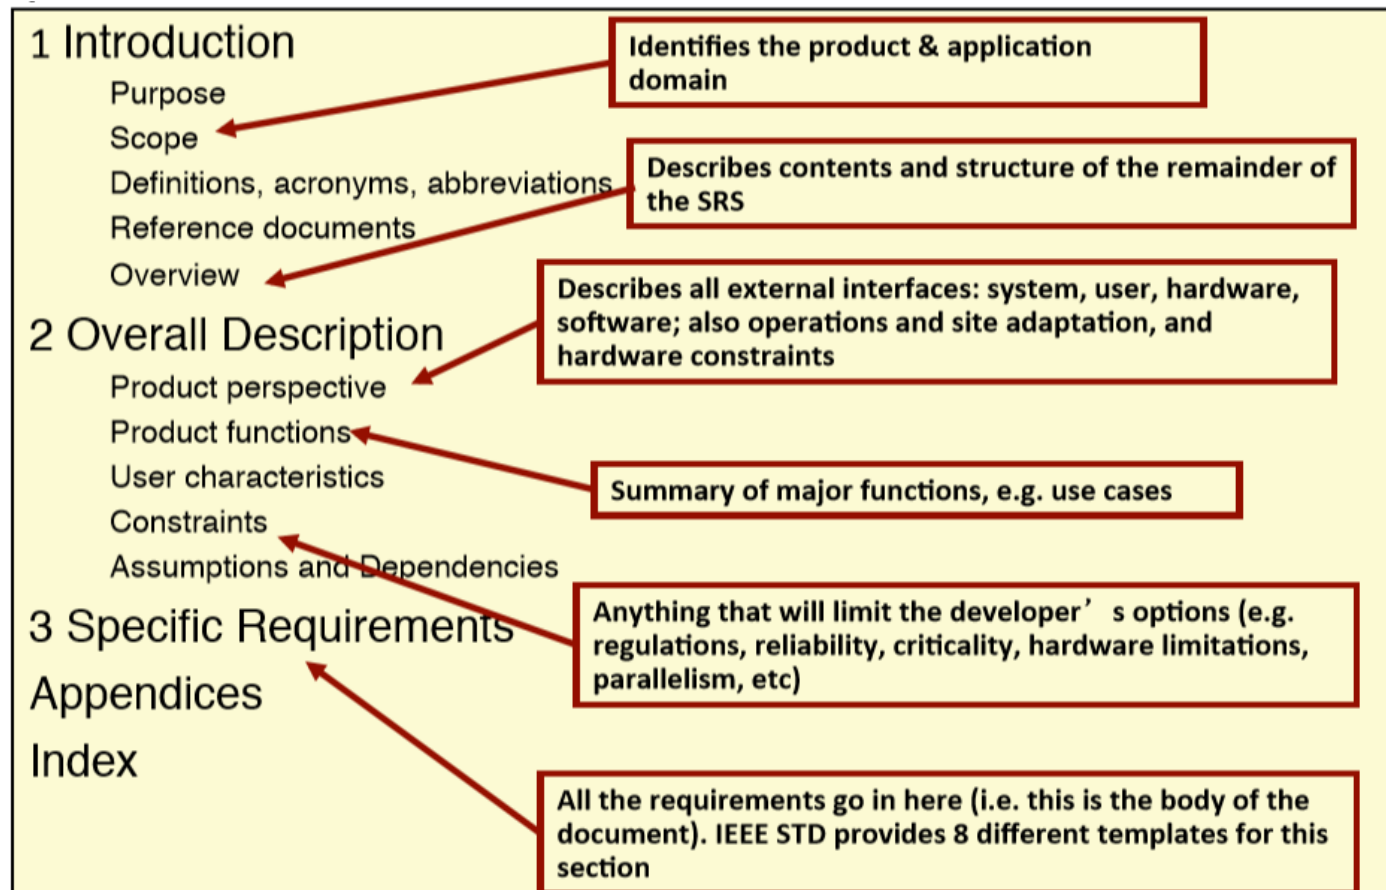 1 Introduction
Purpose
Scope
Definitions, acronyms, abbreviations
Reference documents
Overview
2 Overall Description
Product perspective
Product functions
User characteristics
Constraints
Assumptions and Dependencies
3 Specific Requirements
Appendices
Index
Identifies the product & application
domain
Describes contents and structure of the remainder of
the SRS
Describes all external interfaces: system, user, hardware,
software; also operations and site adaptation, and
hardware constraints
Summary of major functions, e.g. use cases
Anything that will limit the developer’ s options (e.g.
regulations, reliability, criticality, hardware limitations,
parallelism, etc)
All the requirements go in here (i.e. this is the body of the
document). IEEE STD provides 8 different templates for this
section